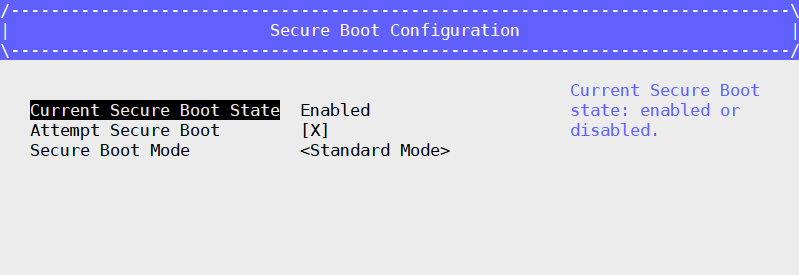 /------------------------------------------------------------------------------\
| Secure Boot Configuration |
\------------------------------------------------------------------------------/
Current Secure Boot State Enabled
Attempt Secure Boot [X]
Secure Boot Mode <Standard Mode>
Current Secure Boot
state: enabled or
disabled.